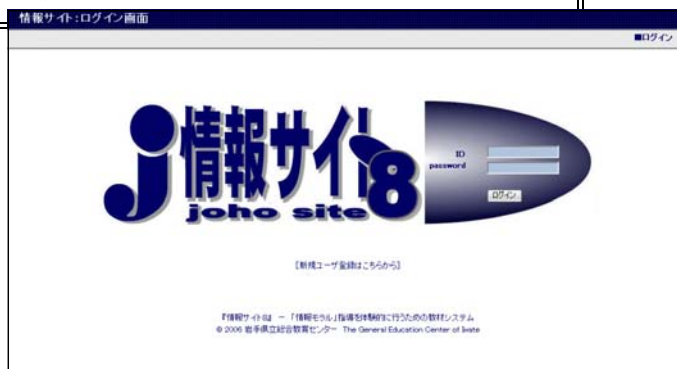 情報サイト:ログイン画面
■ログイン
j情報サイト8
joho site
ID
password
ログイン
[新規ユーザ登録はこちらから]
『情報サイト8』 － 「情報モラル」指導を体験的に行うための教材システム
© 2006 岩手県立総合教育センター The General Education Center of Iwate